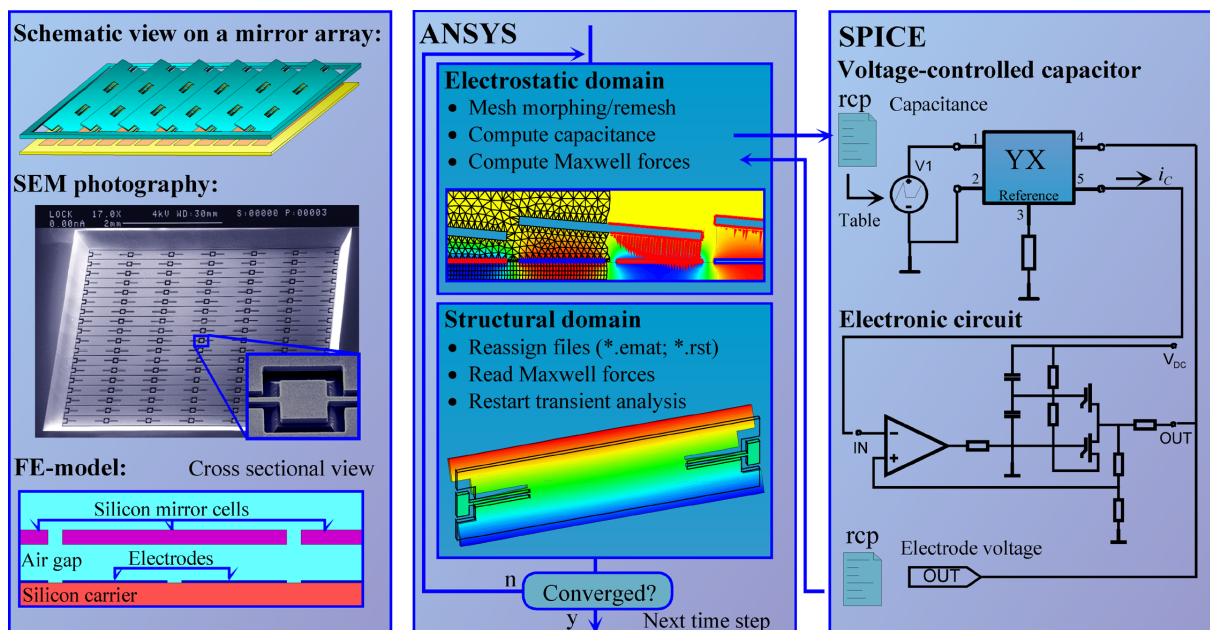 Schematic view on a mirror array:
SEM photography:
LOCK 17.0X 4kV WD:30mm S:00000 P:00003
0.00nA 2mm
FE-model: Cross sectional view
Silicon mirror cells
Air gap
Electrodes
Silicon carrier
ANSYS
Electrostatic domain
• Mesh morphing/remesh
• Compute capacitance
• Compute Maxwell forces
Structural domain
• Reassign files (*.emat; *.rst)
• Read Maxwell forces
• Restart transient analysis
n
Converged?
y
Next time step
SPICE
Voltage-controlled capacitor
rcp
Capacitance
Table
V1
1
2
YX
Reference
3
4
5
iC
Electronic circuit
VDC
IN
OUT
rcp
Electrode voltage
OUT